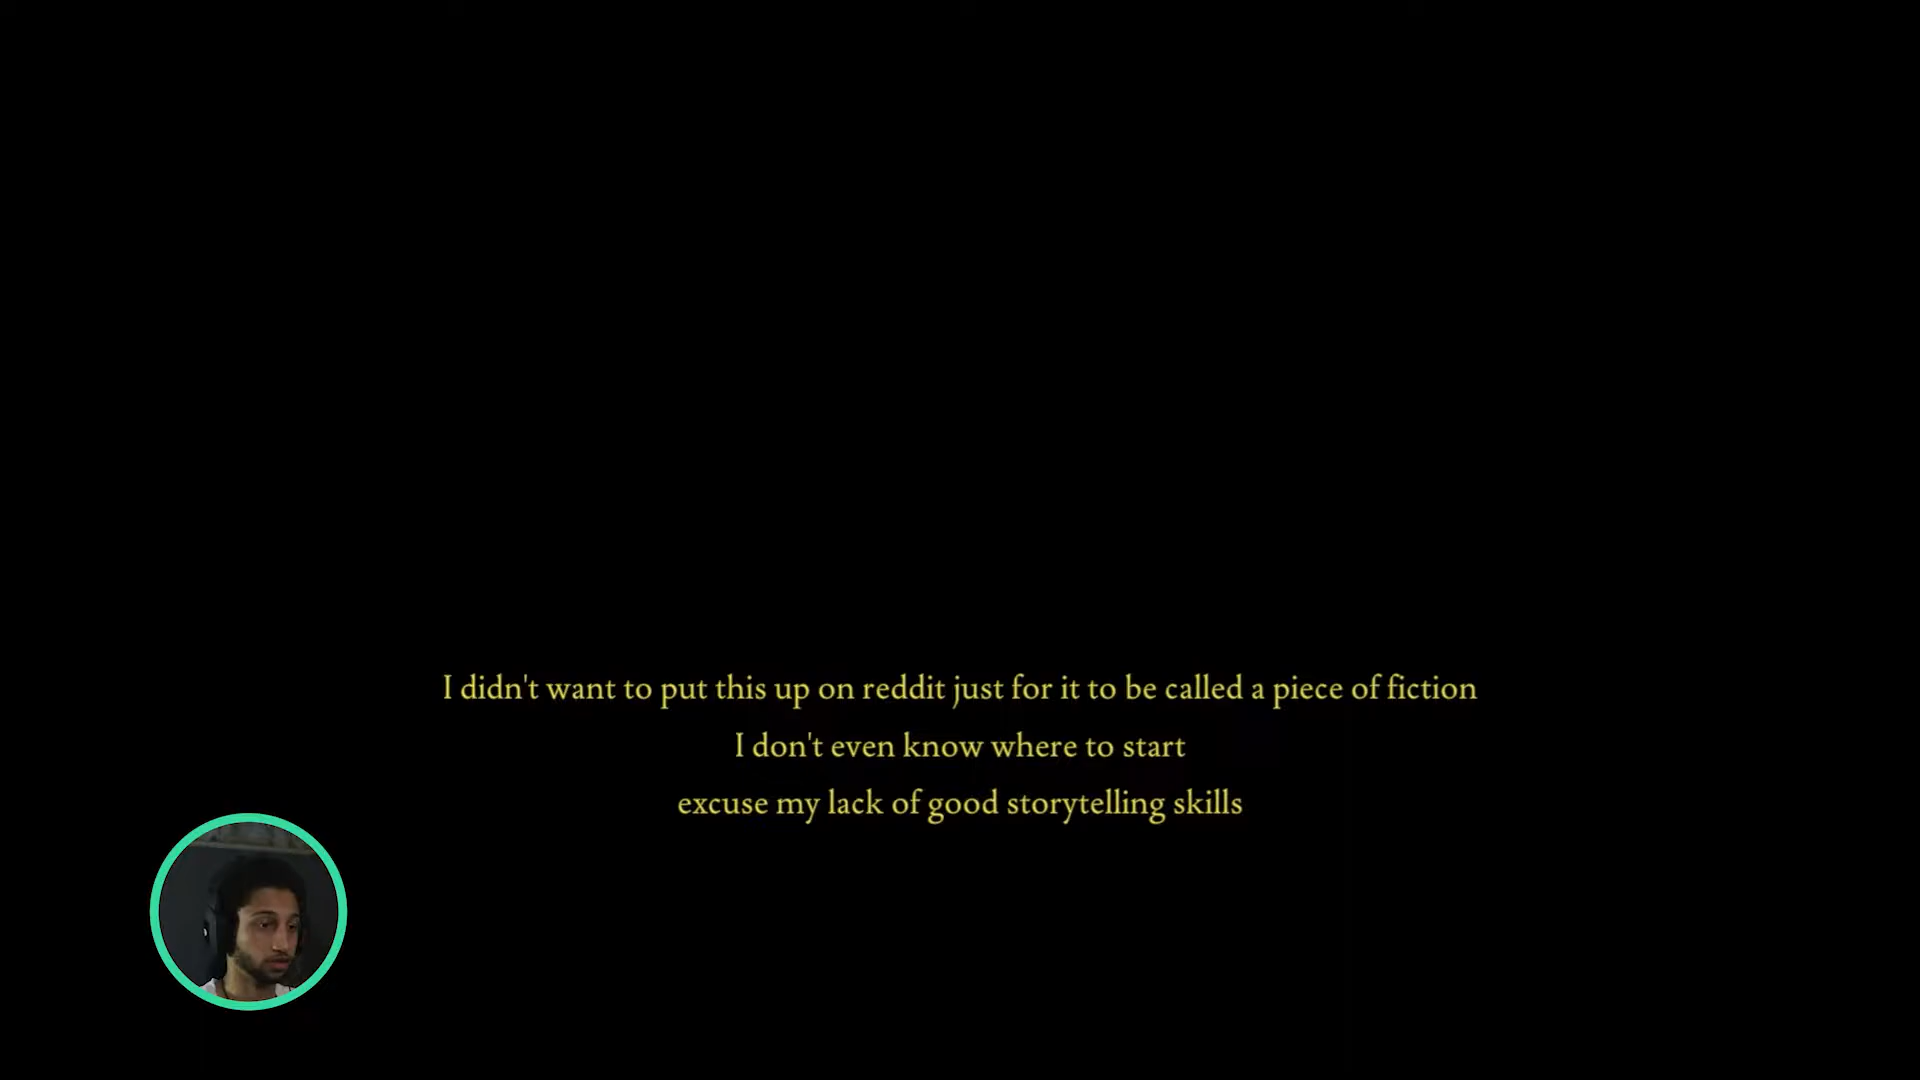 I didn't want to put this up on reddit just for it to be called a piece of fiction
I don't even know where to start
excuse my lack of good storytelling skills